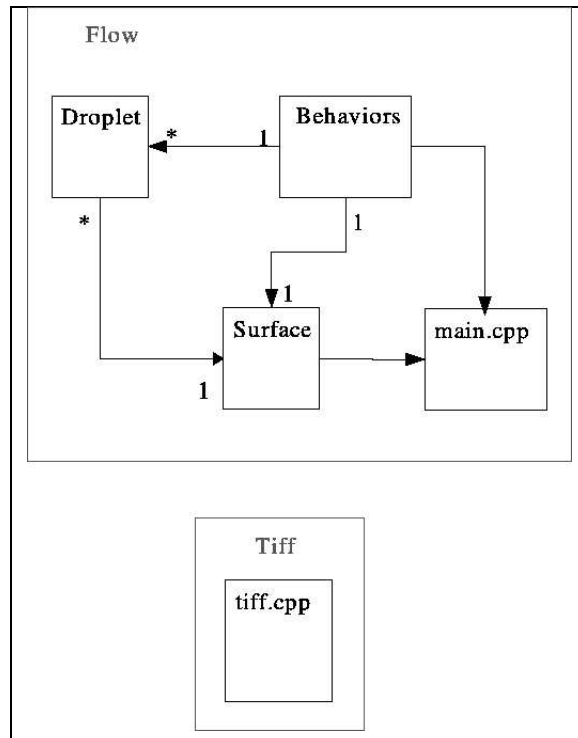 Flow
Droplet
Behaviors
*
1
*
1
1
Surface
main.cpp
1
Tiff
tiff.cpp